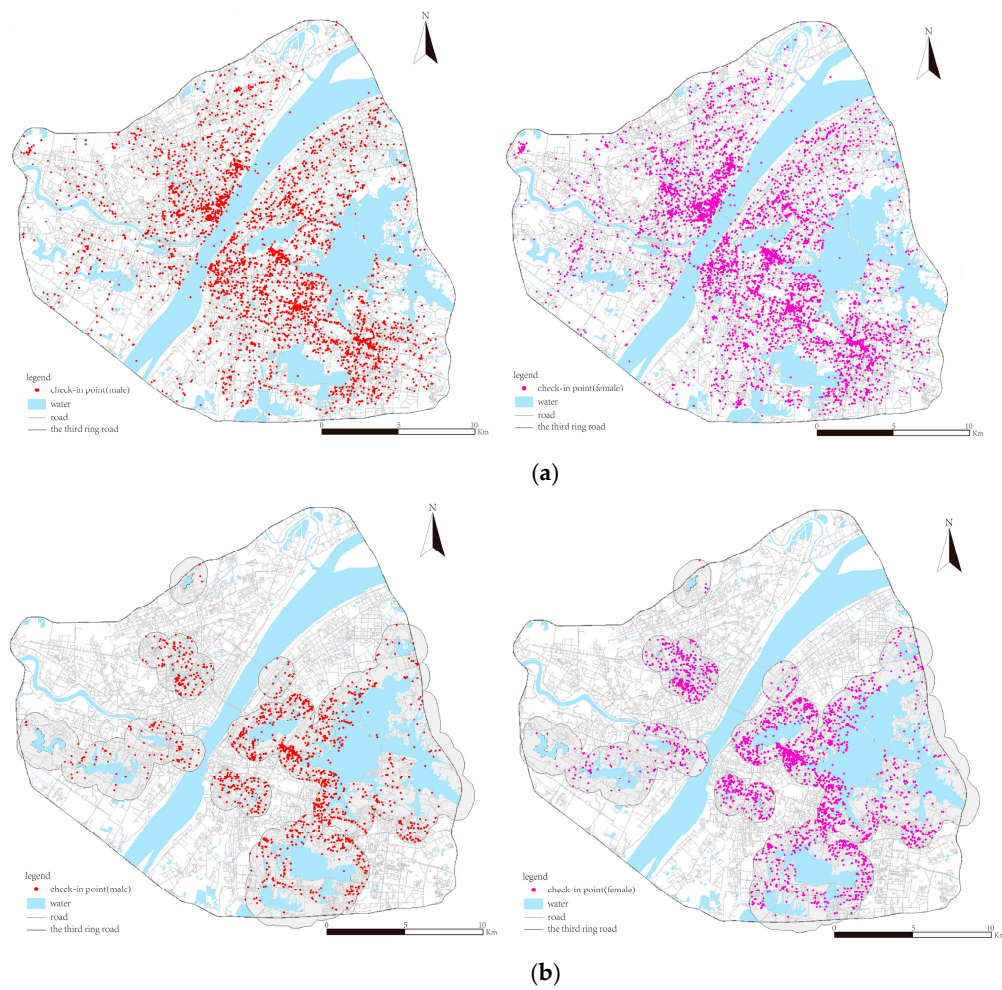 N
N
legend
check-in point(male)
water
road
the third ring road
0 5 10
Km
legend
check-in point(female)
water
road
the third ring road
0 5 10
Km
(a)
N
N
legend
check-in point(male)
water
road
the third ring road
0 5 10
Km
legend
check-in point(female)
water
road
the third ring road
0 5 10
Km
(b)